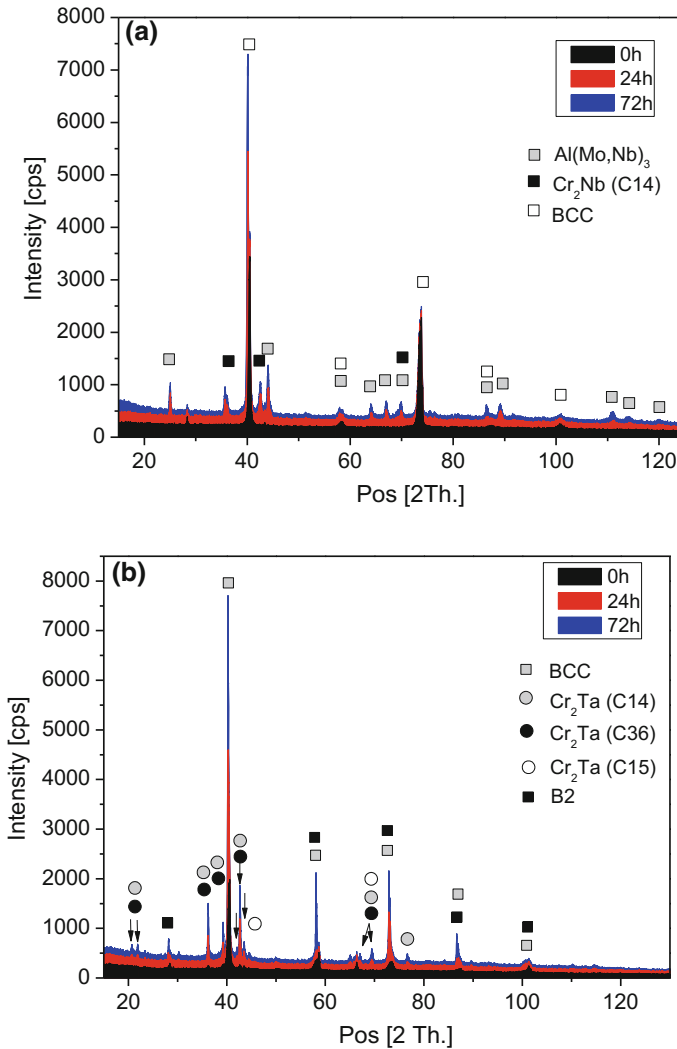 (a)
8000
7000
6000
5000
4000
3000
2000
1000
0
Intensity [cps]
0h
24h
72h
Al(Mo,Nb)₃
Cr₂Nb (C14)
BCC
20 40 60 80 100 120
Pos [2Th.]
(b)
8000
7000
6000
5000
4000
3000
2000
1000
0
Intensity [cps]
0h
24h
72h
BCC
Cr₂Ta (C14)
Cr₂Ta (C36)
Cr₂Ta (C15)
B2
20 40 60 80 100 120
Pos [2 Th.]